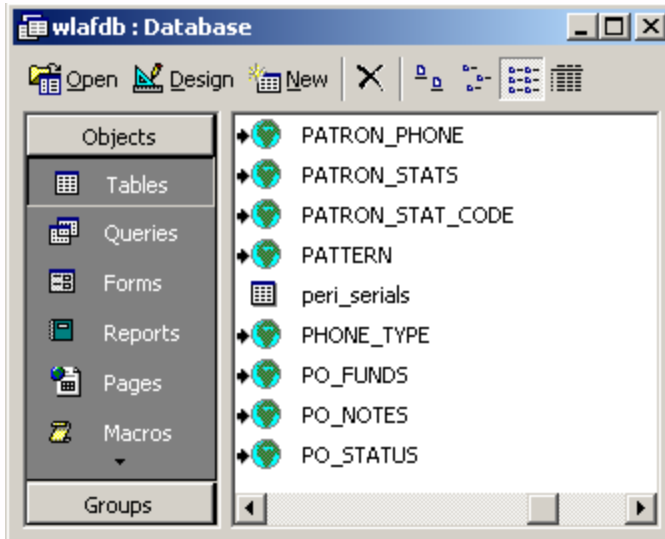 wlafdb : Database
Open Design New
Objects
Tables
Queries
Forms
Reports
Pages
Macros
Groups
PATRON_PHONE
PATRON_STATS
PATRON_STAT_CODE
PATTERN
peri_serials
PHONE_TYPE
PO_FUNDS
PO_NOTES
PO_STATUS